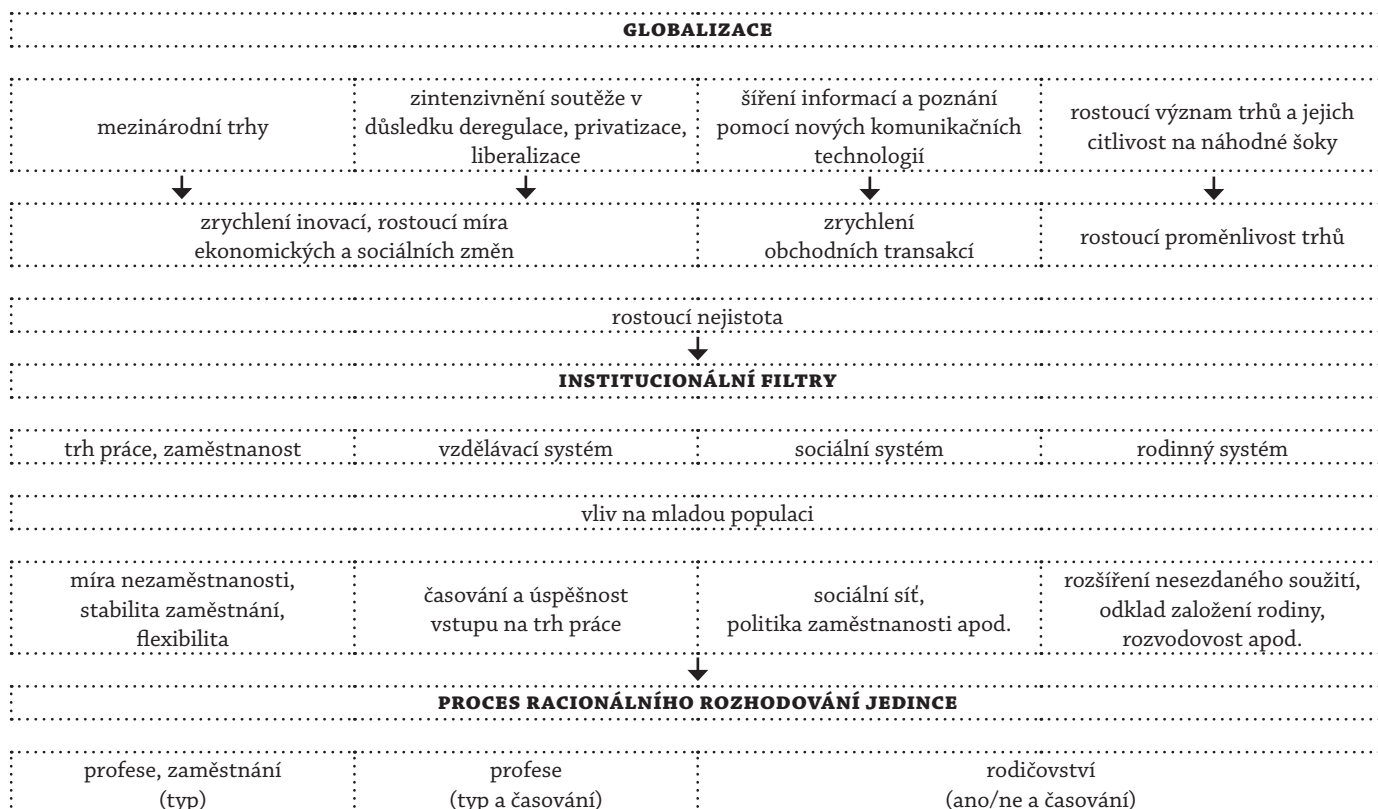 GLOBALIZACE
mezinárodní trhy
zintenzivnění soutěže v
důsledku deregulace, privatizace,
liberalizace
šíření informací a poznání
pomocí nových komunikačních
technologií
rostoucí význam trhů a jejich
citlivost na náhodné šoky
zrychlení inovací, rostoucí míra
ekonomických a sociálních změn
zrychlení
obchodních transakcí
rostoucí proměnlivost trhů
rostoucí nejistota
INSTITUCIONÁLNÍ FILTRY
trh práce, zaměstnanost
vzdělávací systém
sociální systém
rodinný systém
vliv na mladou populaci
míra nezaměstnanosti,
stabilita zaměstnání,
flexibilita
časování a úspěšnost
vstupu na trh práce
sociální síť,
politika zaměstnanosti apod.
rozšíření nesezdaného soužití,
odklad založení rodiny,
rozvodovost apod.
PROCES RACIONÁLNÍHO ROZHODOVÁNÍ JEDINCE
profese, zaměstnání
(typ)
profese
(typ a časování)
rodičovství
(ano/ne a časování)